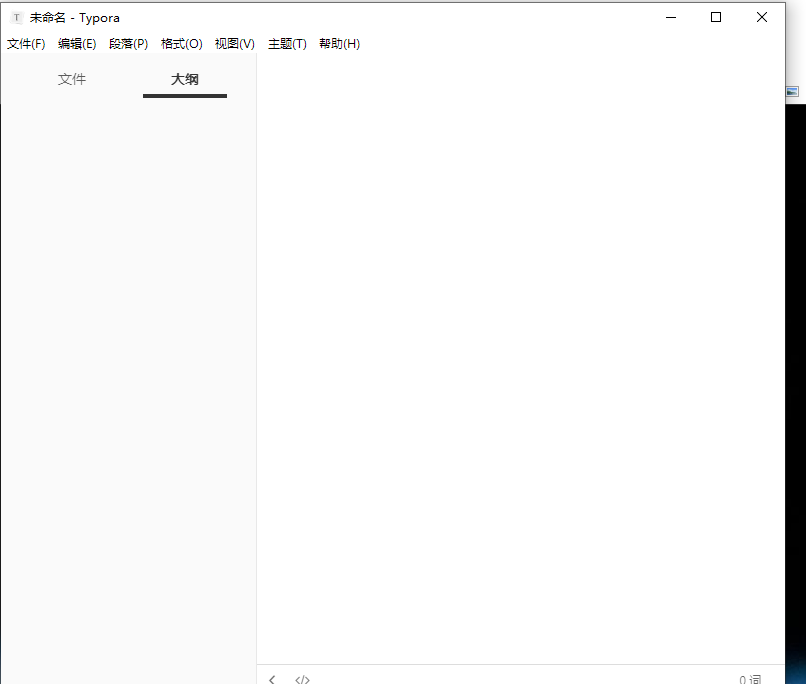 T 未命名 - Typora
文件(F) 编辑(E) 段落(P) 格式(O) 视图(V) 主题(T) 帮助(H)
文件 大纲
</> 0 词